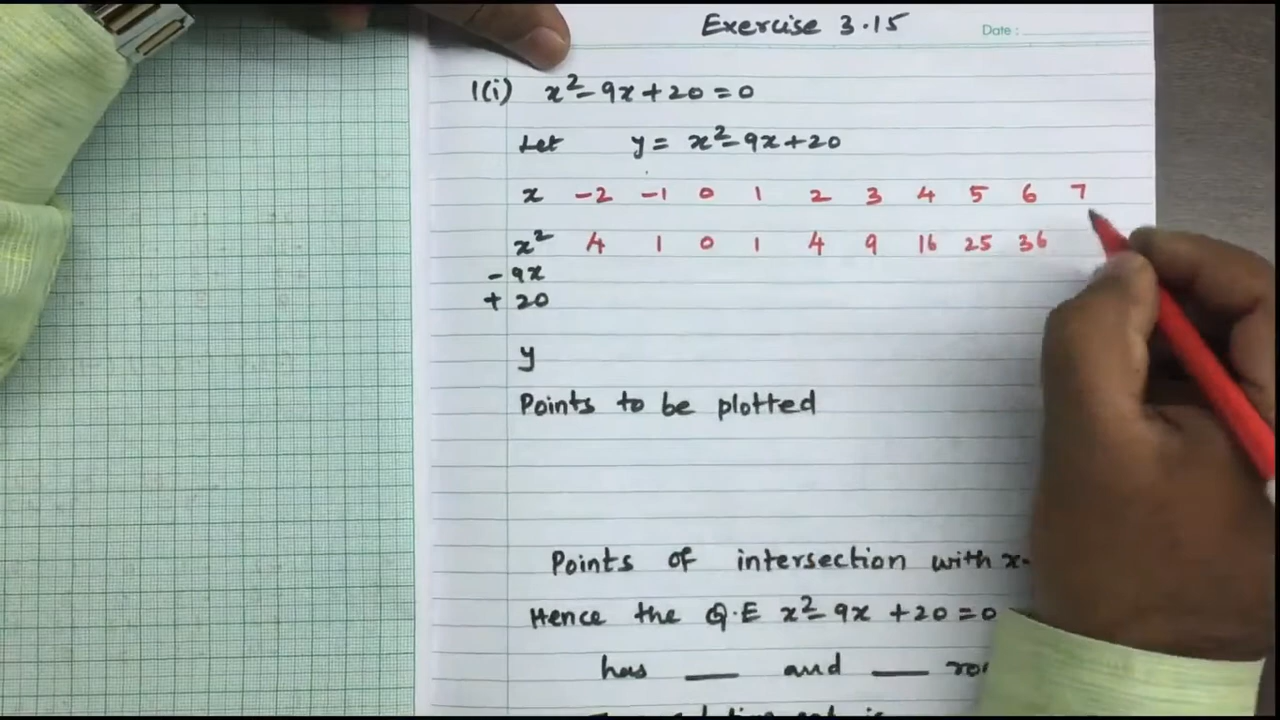 Exercise 3.15
Date :
1(i) x² - 9x + 20 = 0
Let y = x² - 9x + 20
x -2 -1 0 1 2 3 4 5 6 7
x² 4 1 0 1 4 9 16 25 36
- 9x
+ 20
y
Points to be plotted
Points of intersection with x-
Hence the Q.E x² - 9x + 20 = 0
has ___ and ___